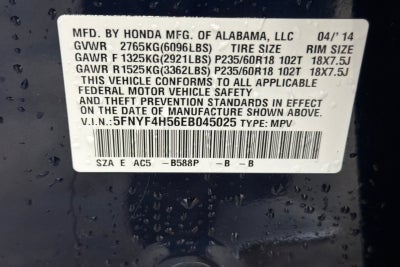 MFD. BY HONDA MFG. OF ALABAMA, LLC 04/'14
GVWR 2765KG(6096LBS) TIRE SIZE RIM SIZE
GAWR F 1325KG(2921LBS) P235/60R18 102T 18X7.5J
GAWR R 1525KG(3362LBS) P235/60R18 102T 18X7.5J
THIS VEHICLE CONFORMS TO ALL APPLICABLE
FEDERAL MOTOR VEHICLE SAFETY AND
THEFT PREVENTION STANDARDS IN EFFECT ON
THE DATE OF MANUFACTURE SHOWN ABOVE.
V.I.N.: 5FNYF4H56EB045025 TYPE: MPV
SZA E AC5 -B588P -B -B